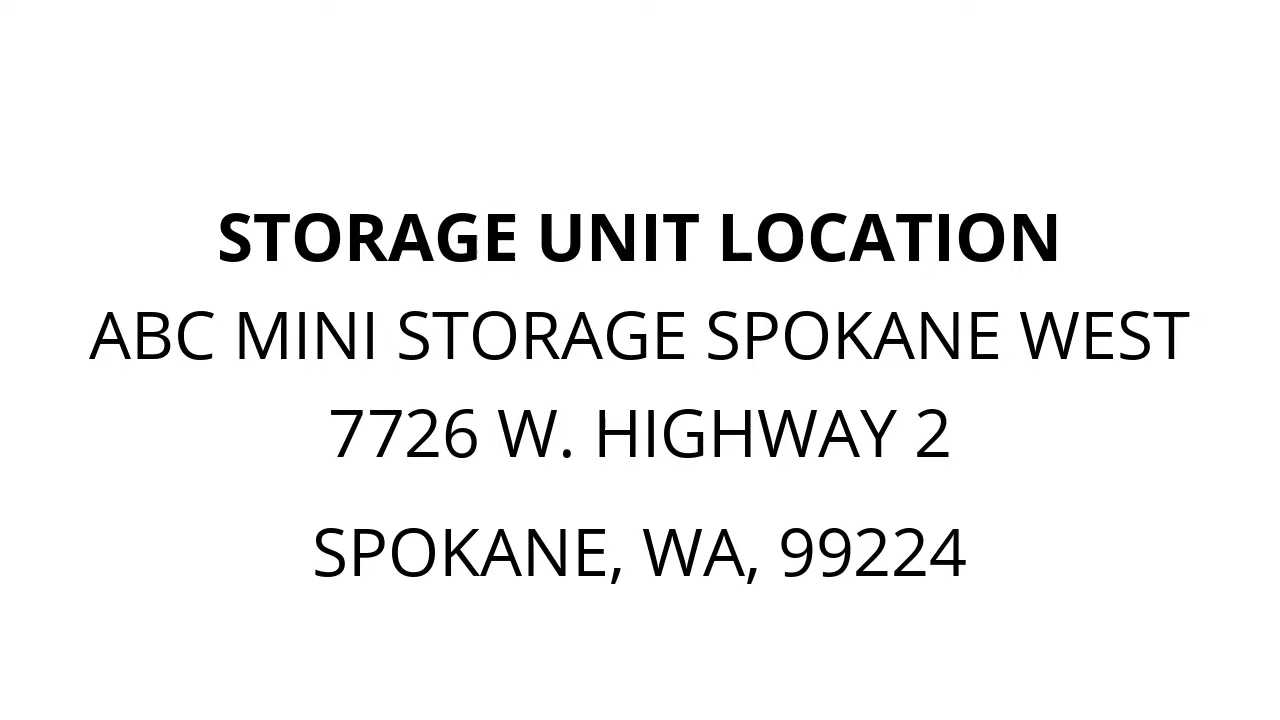 STORAGE UNIT LOCATION
ABC MINI STORAGE SPOKANE WEST
7726 W. HIGHWAY 2
SPOKANE, WA, 99224